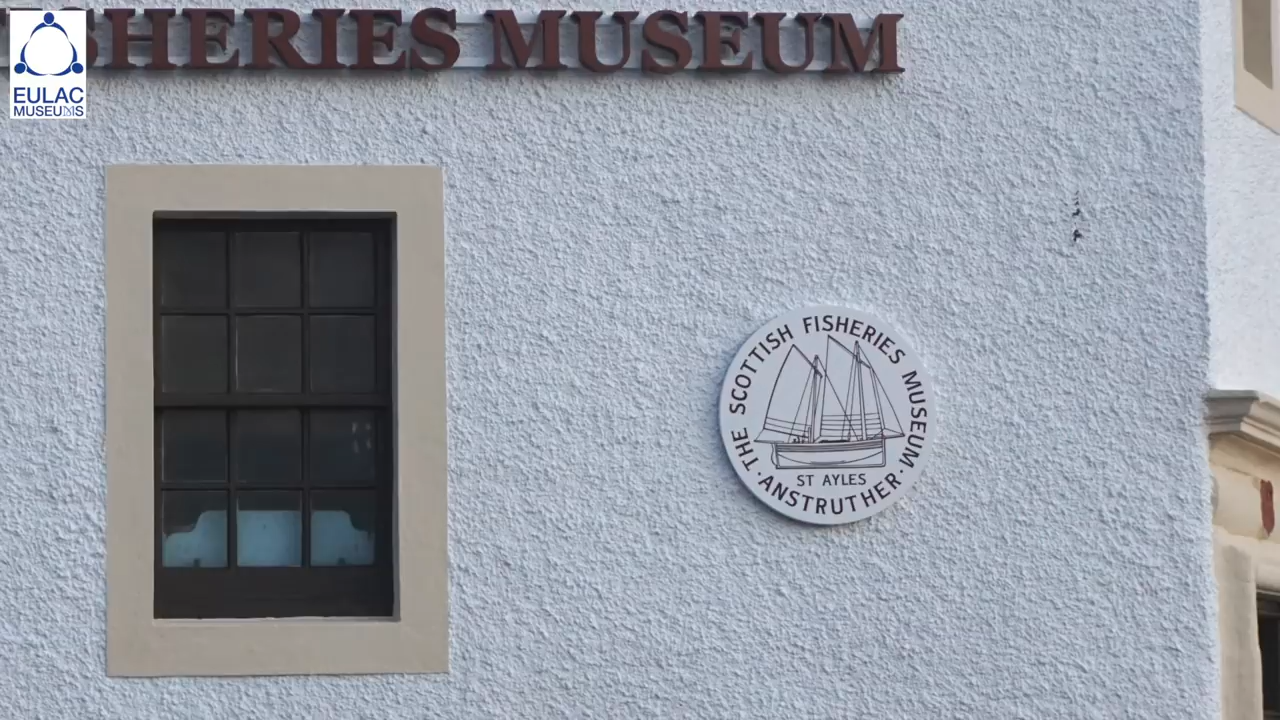 SHERIES MUSEUM
EULAC
MUSEUMS
THE SCOTTISH FISHERIES MUSEUM
ST AYLES
· ANSTRUTHER ·